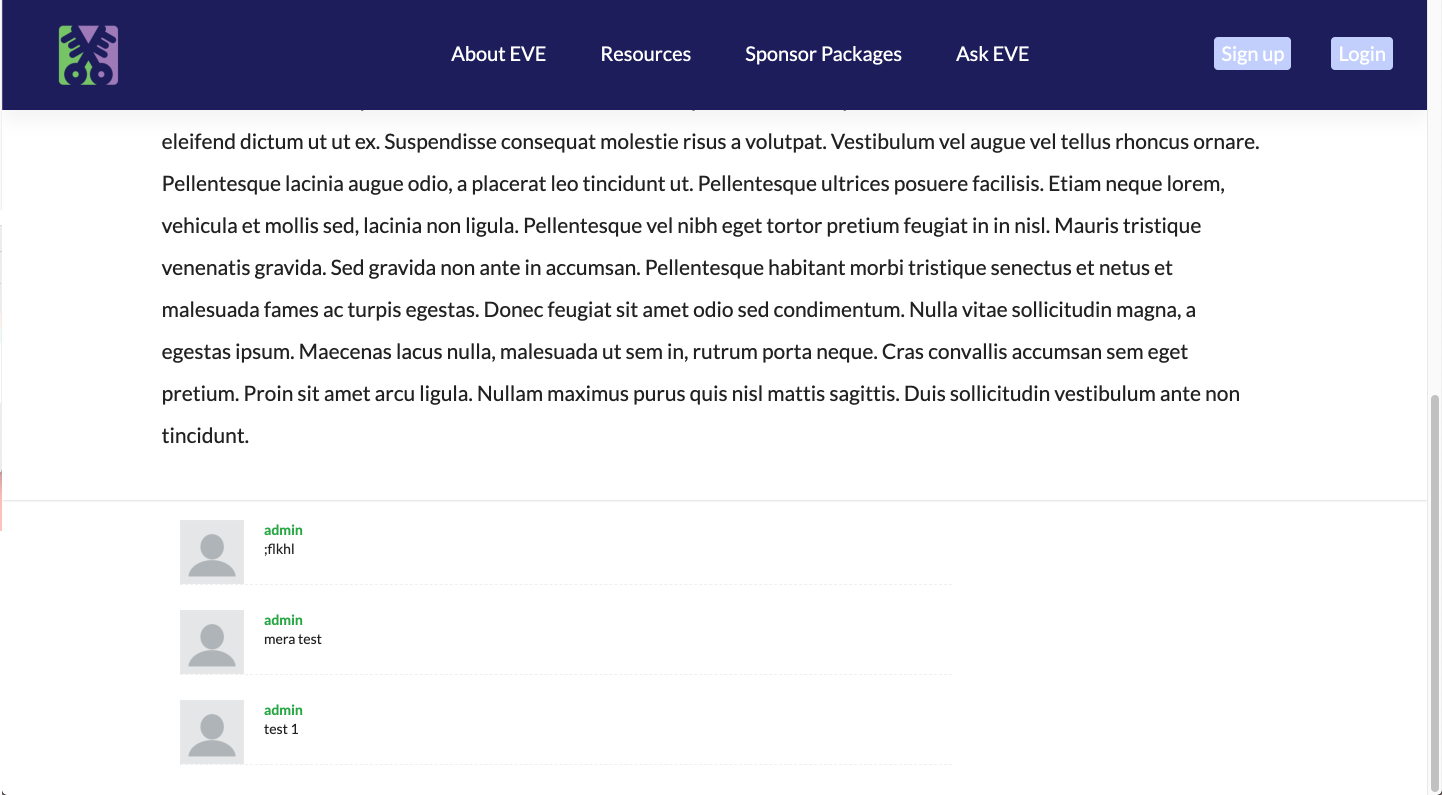 About EVE Resources Sponsor Packages Ask EVE Sign up Login
eleifend dictum ut ut ex. Suspendisse consequat molestie risus a volutpat. Vestibulum vel augue vel tellus rhoncus ornare.
Pellentesque lacinia augue odio, a placerat leo tincidunt ut. Pellentesque ultrices posuere facilisis. Etiam neque lorem,
vehicula et mollis sed, lacinia non ligula. Pellentesque vel nibh eget tortor pretium feugiat in in nisl. Mauris tristique
venenatis gravida. Sed gravida non ante in accumsan. Pellentesque habitant morbi tristique senectus et netus et
malesuada fames ac turpis egestas. Donec feugiat sit amet odio sed condimentum. Nulla vitae sollicitudin magna, a
egestas ipsum. Maecenas lacus nulla, malesuada ut sem in, rutrum porta neque. Cras convallis accumsan sem eget
pretium. Proin sit amet arcu ligula. Nullam maximus purus quis nisl mattis sagittis. Duis sollicitudin vestibulum ante non
tincidunt.
admin
;flkhl
admin
mera test
admin
test 1